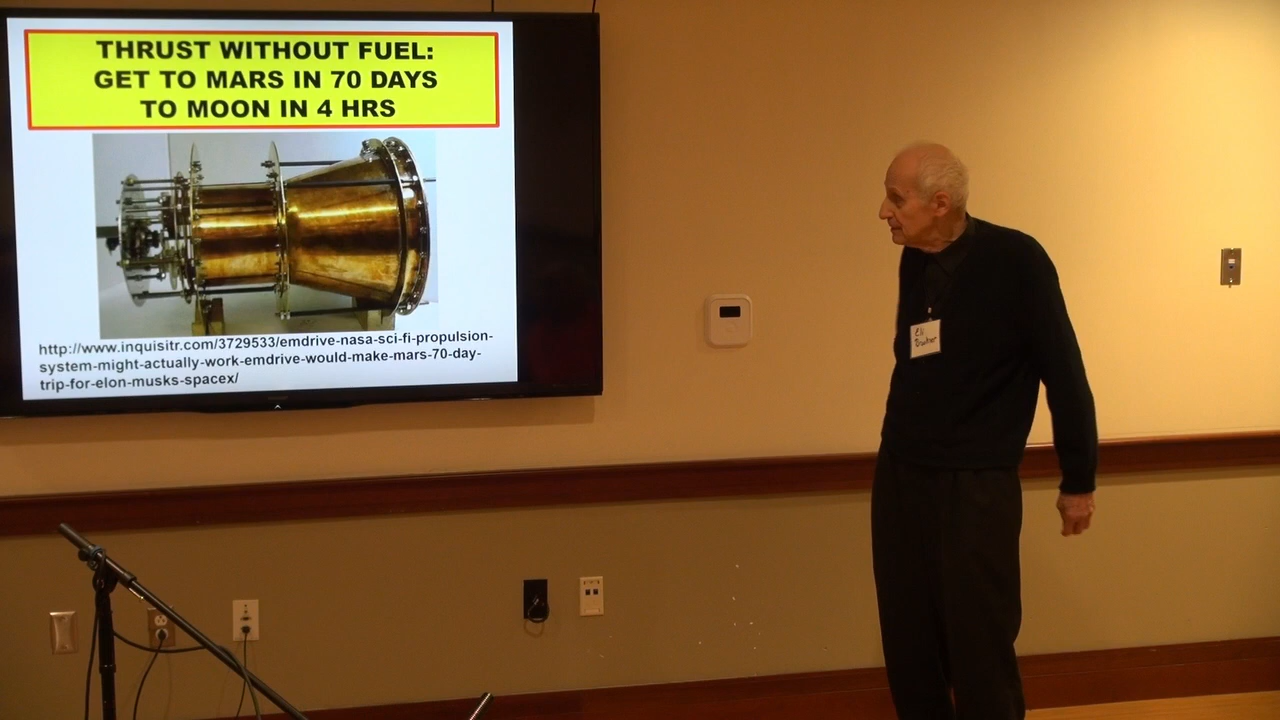 THRUST WITHOUT FUEL:
GET TO MARS IN 70 DAYS
TO MOON IN 4 HRS
http://www.inquisitr.com/3729533/emdrive-nasa-sci-fi-propulsion-
system-might-actually-work-emdrive-would-make-mars-70-day-
trip-for-elon-musks-spacex/